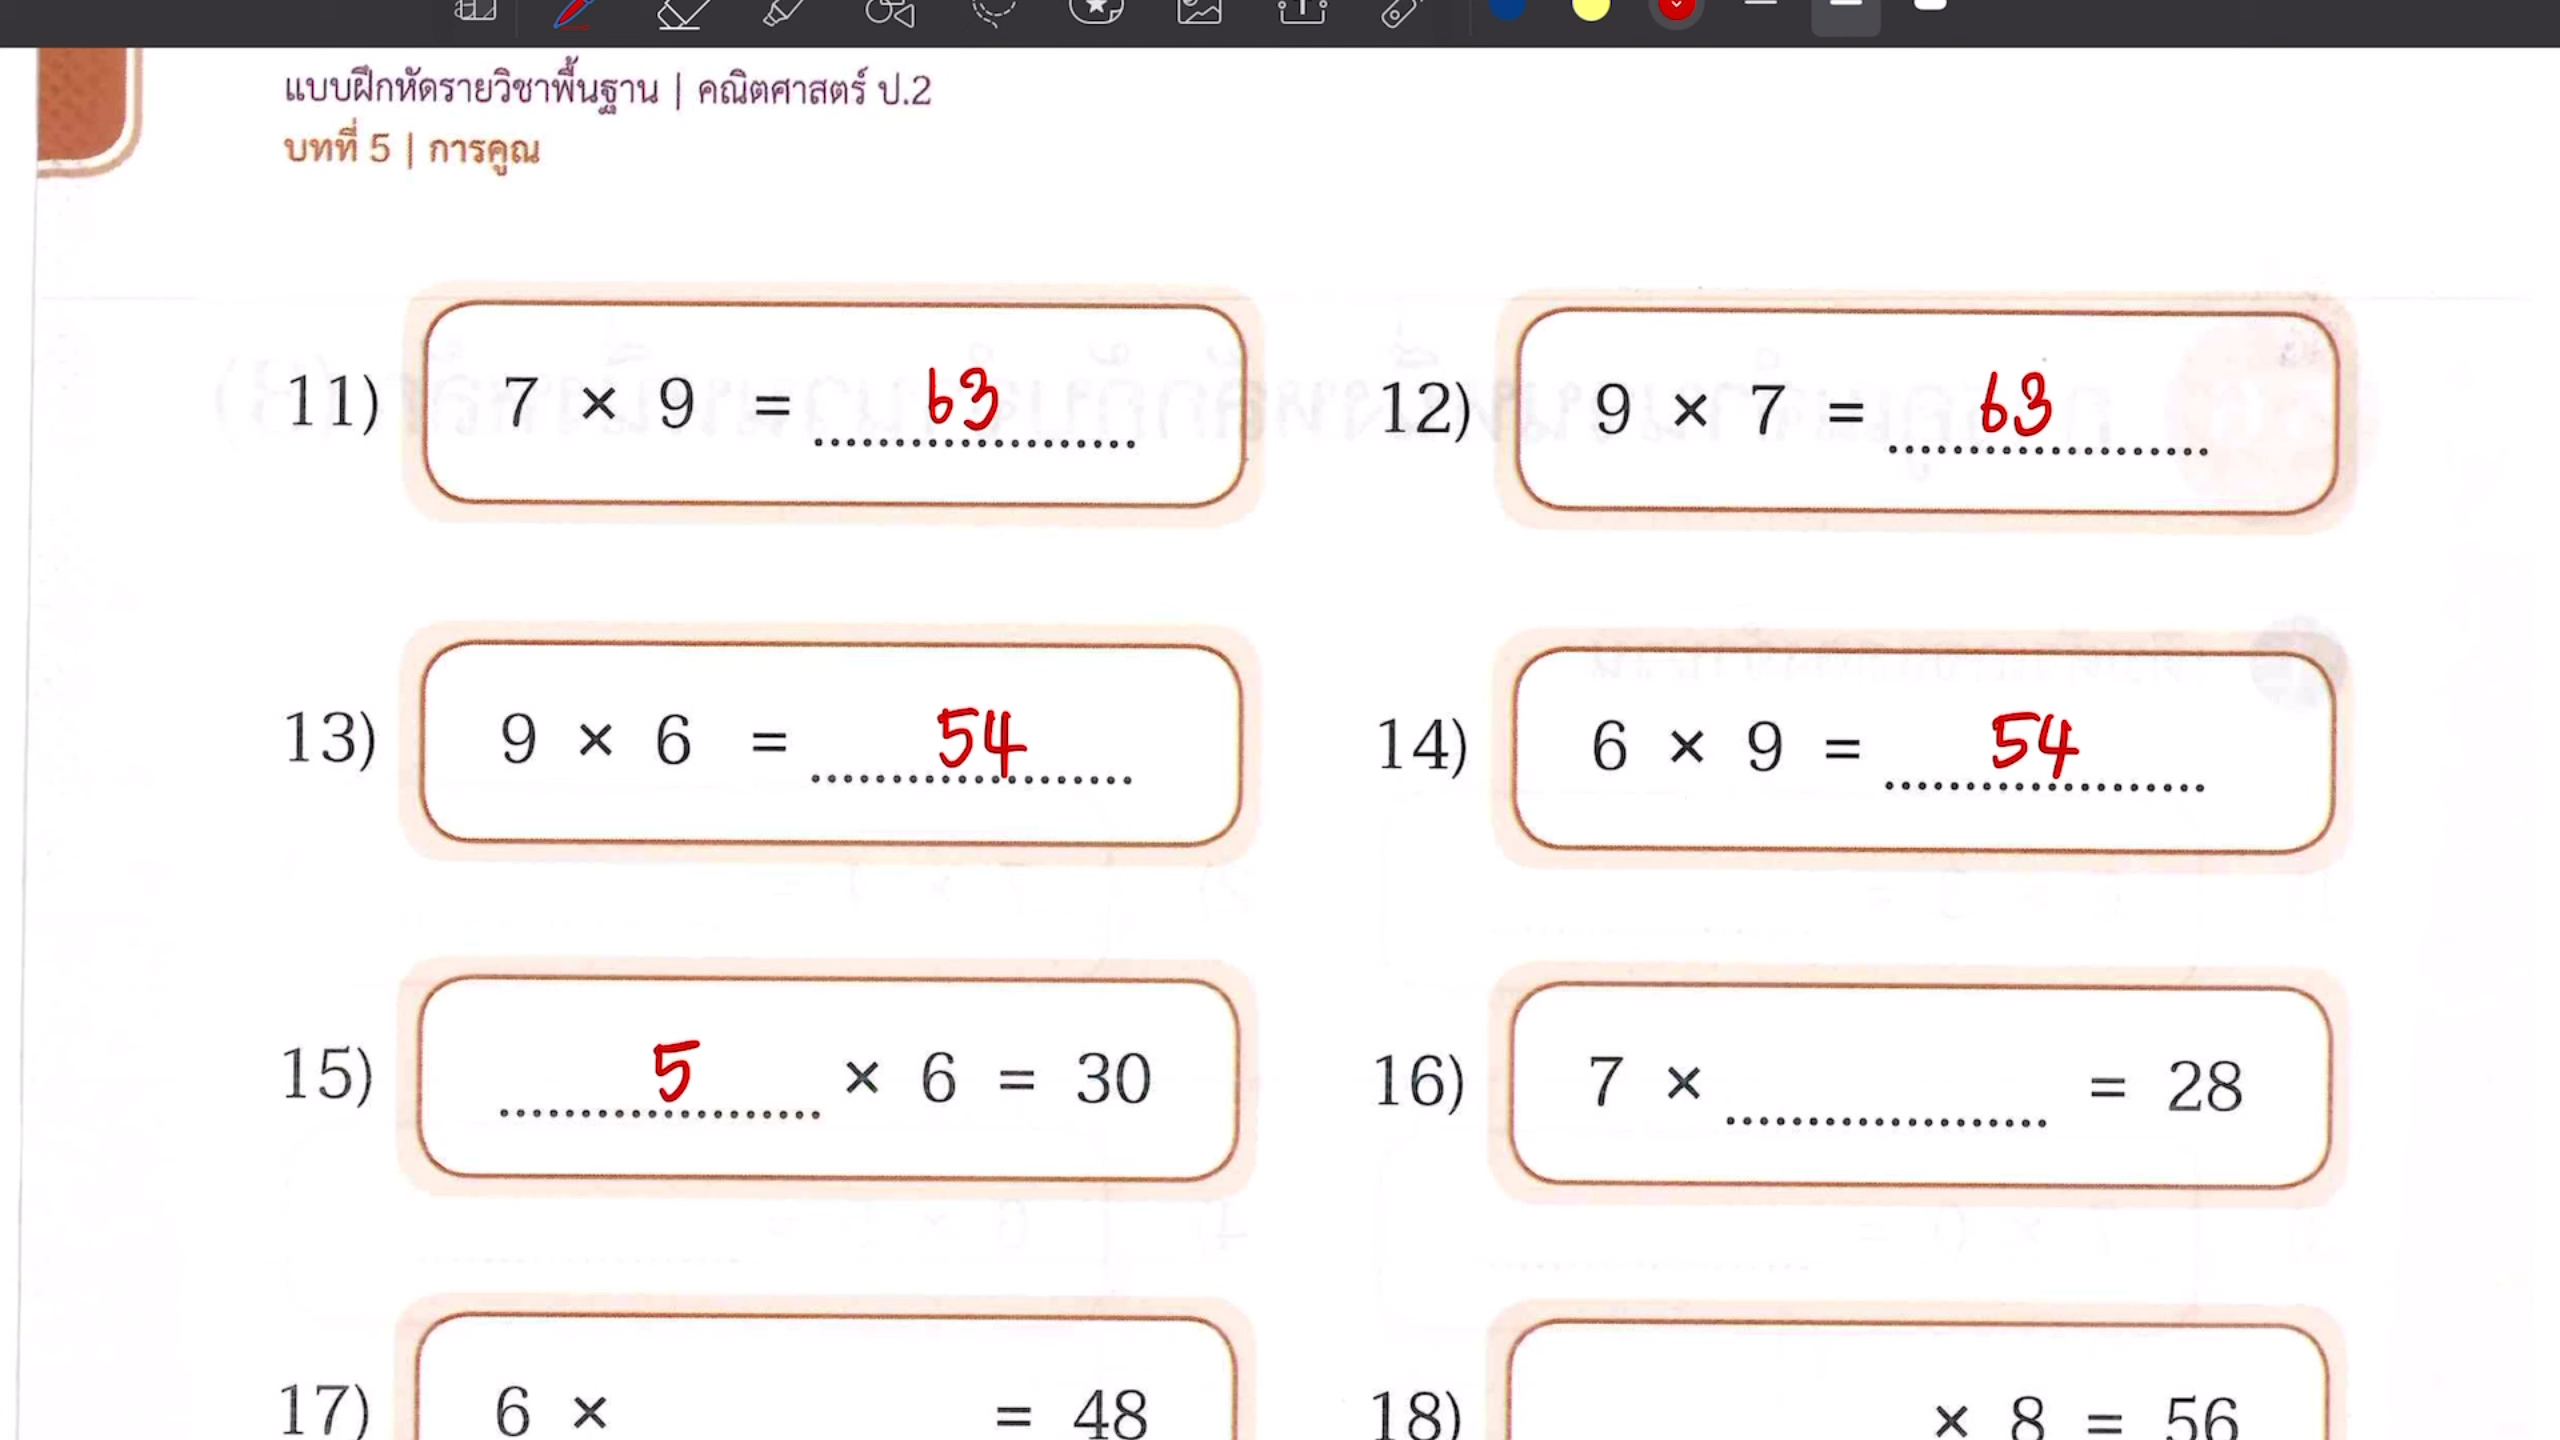 แบบฝึกหัดรายวิชาพื้นฐาน | คณิตศาสตร์ ป.2
บทที่ 5 | การคูณ
11) 7 × 9 = 63
12) 9 × 7 = 63
13) 9 × 6 = 54
14) 6 × 9 = 54
15) 5 × 6 = 30
16) 7 × .................... = 28
17) 6 × = 48
18) × 8 = 56